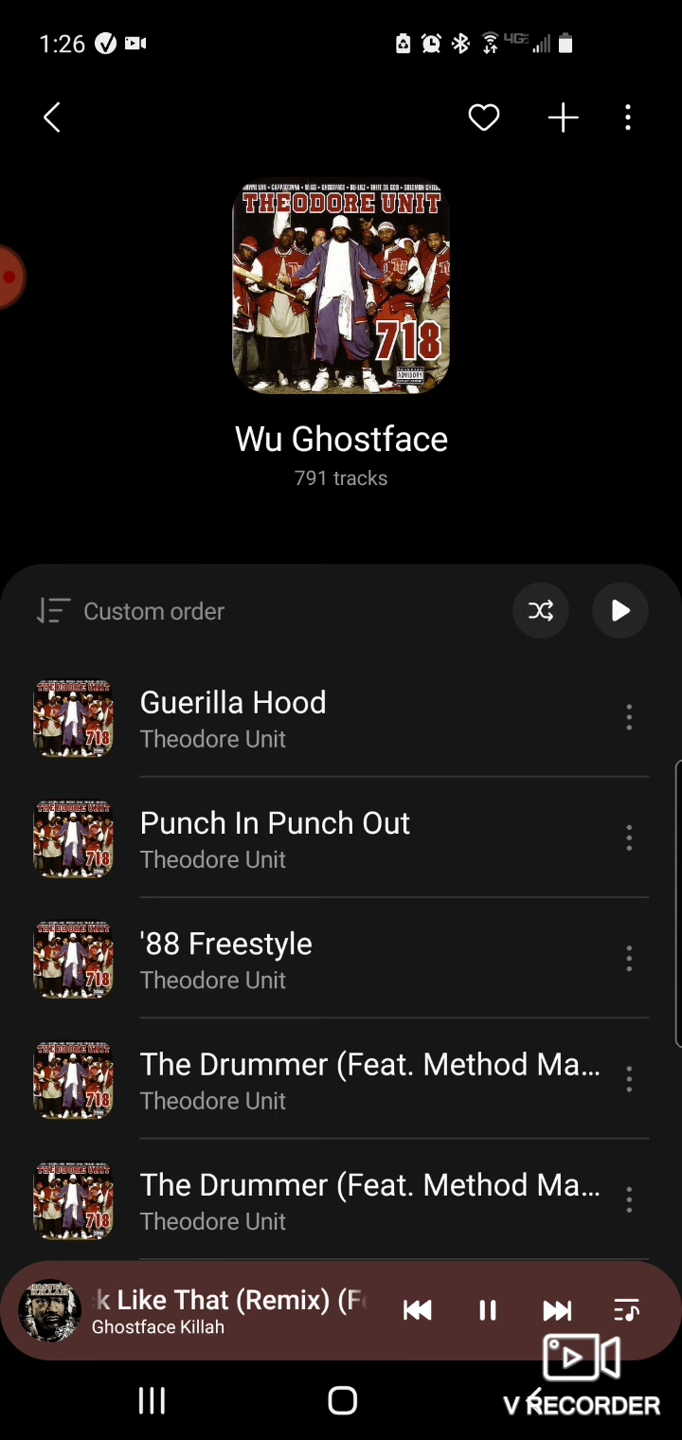 1:26
4GE
THEODORE UNIT
718
ADVISORY
Wu Ghostface
791 tracks
Custom order
Guerilla Hood
Theodore Unit
Punch In Punch Out
Theodore Unit
'88 Freestyle
Theodore Unit
The Drummer (Feat. Method Ma...
Theodore Unit
The Drummer (Feat. Method Ma...
Theodore Unit
k Like That (Remix) (F
Ghostface Killah
V RECORDER